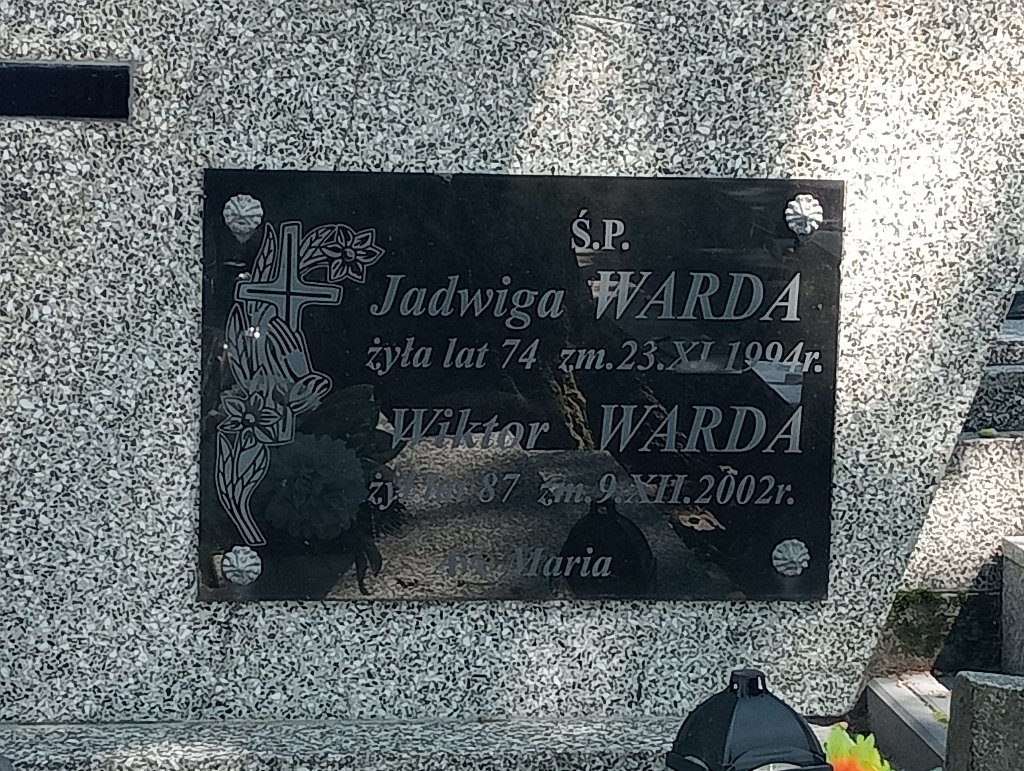 Ś.P.
Jadwiga WARDA
żyła lat 74 zm.23.XI.1994r.
Wiktor WARDA
żył lat 87 zm.9.XII.2002r.
Maria